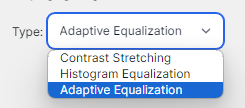 Type: Adaptive Equalization
Contrast Stretching
Histogram Equalization
Adaptive Equalization